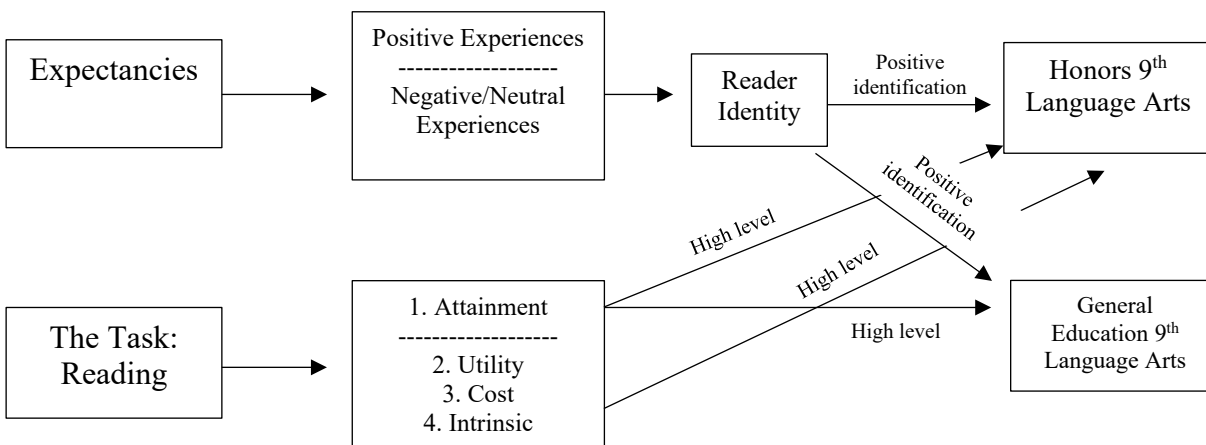 Expectancies
Positive Experiences
--------------------
Negative/Neutral
Experiences
Reader
Identity
Positive
identification
Honors 9th
Language Arts
Positive
identification
High level
High level
The Task:
Reading
1. Attainment
--------------------
2. Utility
3. Cost
4. Intrinsic
High level
General
Education 9th
Language Arts